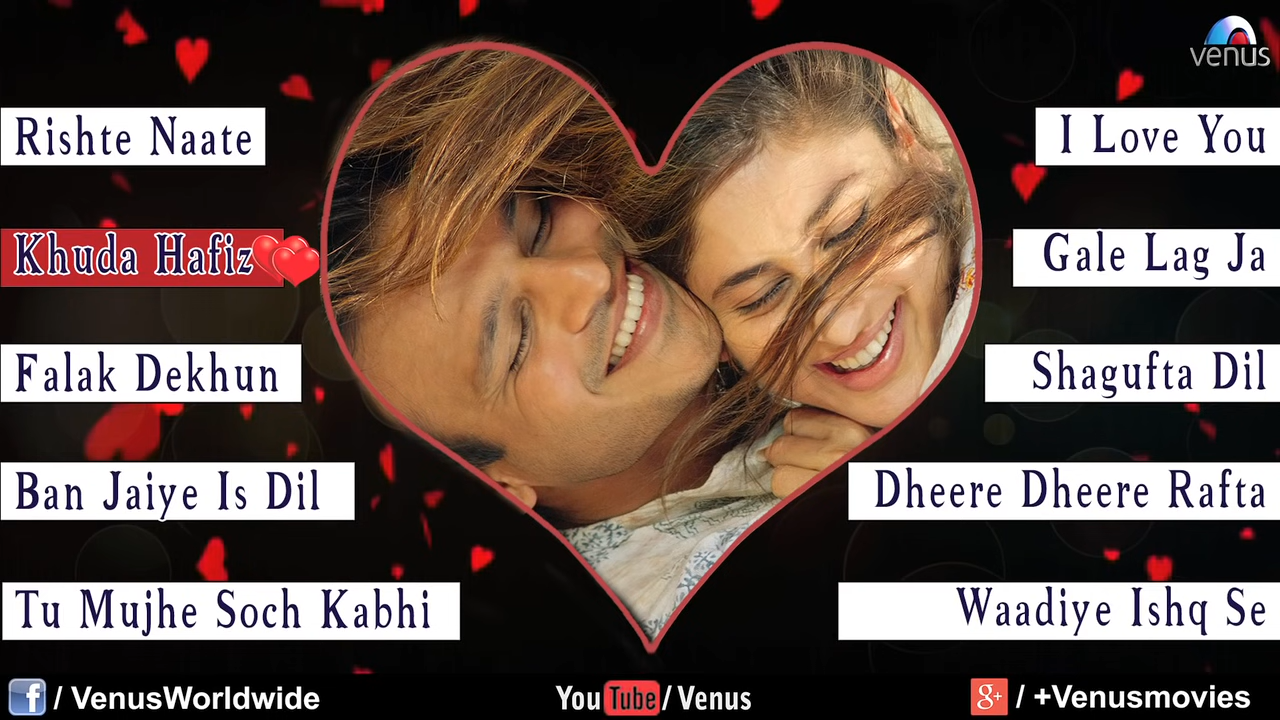 venus
Rishte Naate
Khuda Hafiz
Falak Dekhun
Ban Jaiye Is Dil
Tu Mujhe Soch Kabhi
I Love You
Gale Lag Ja
Shagufta Dil
Dheere Dheere Rafta
Waadiye Ishq Se
f / VenusWorldwide
YouTube / Venus
g+ / +Venusmovies